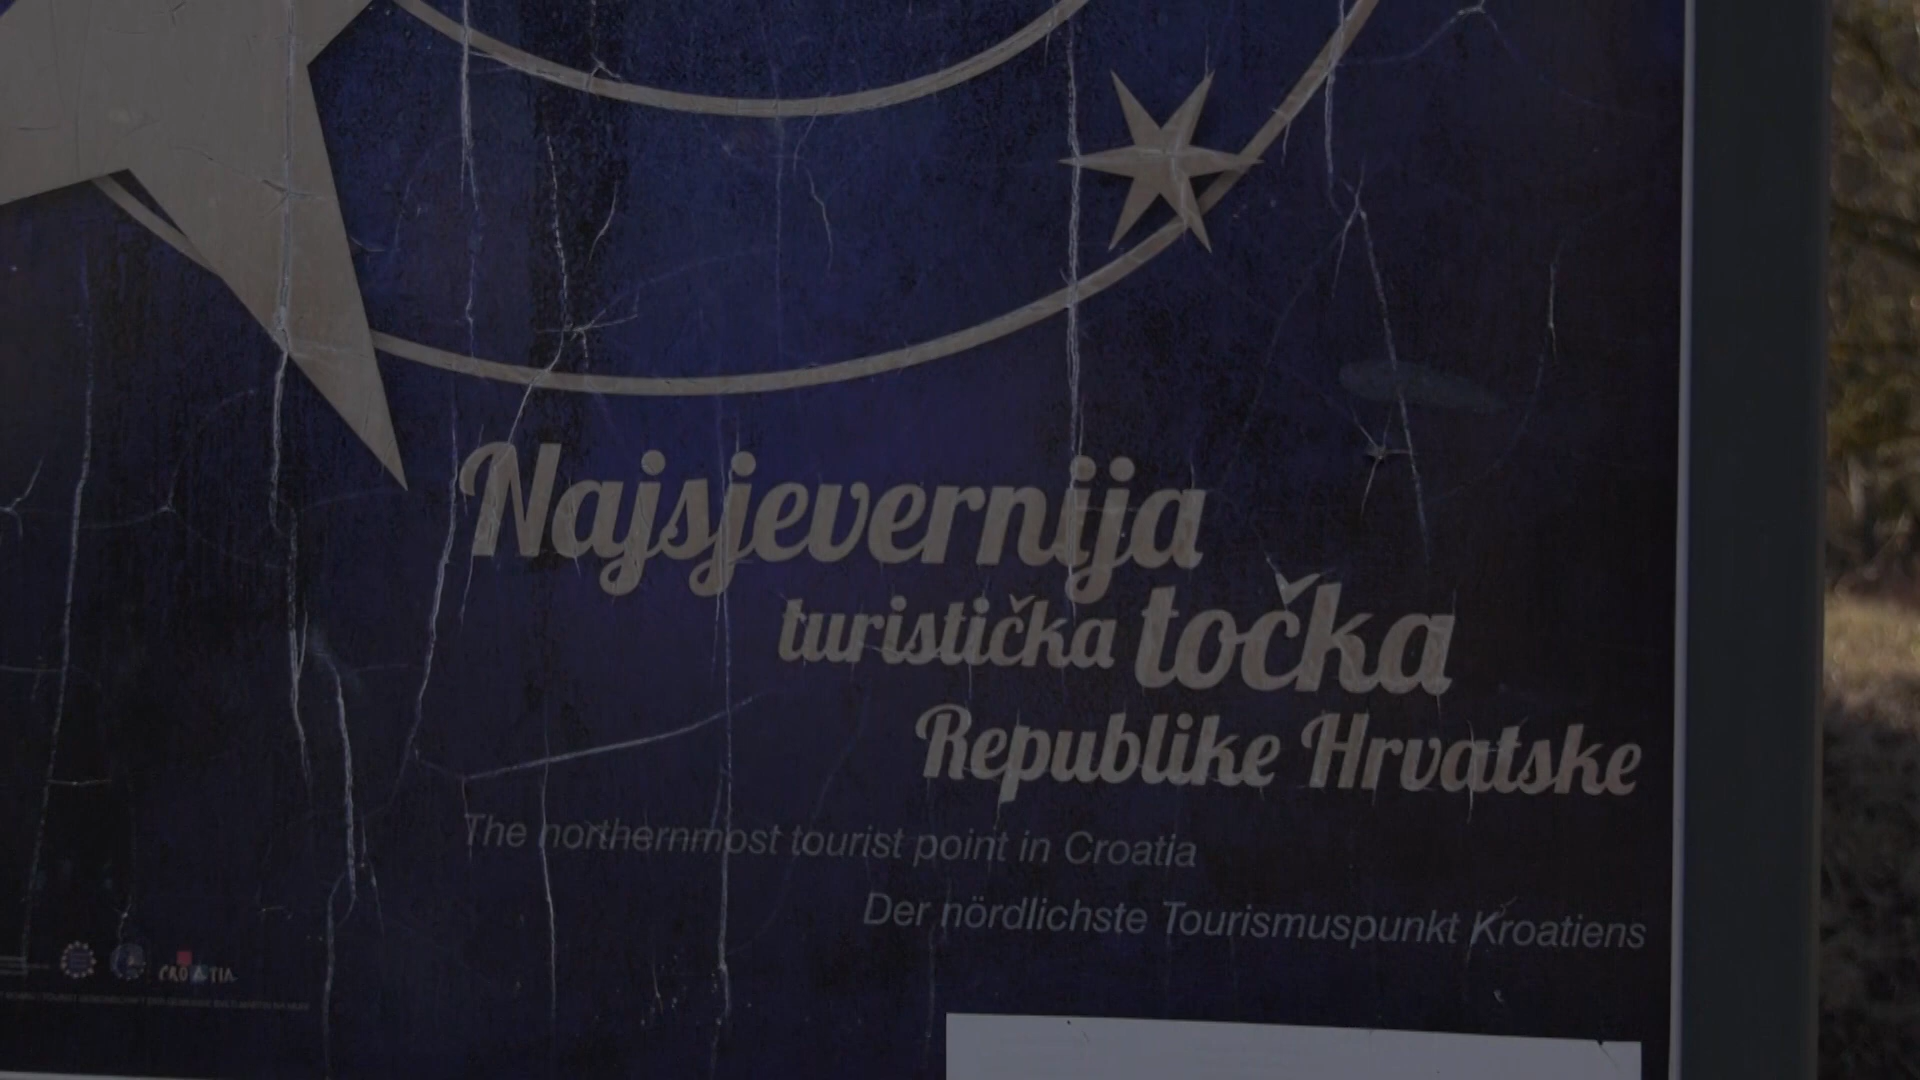 Najsjevernija
turistička točka
Republike Hrvatske
The northernmost tourist point in Croatia
Der nördlichste Tourismuspunkt Kroatiens
CROATIA